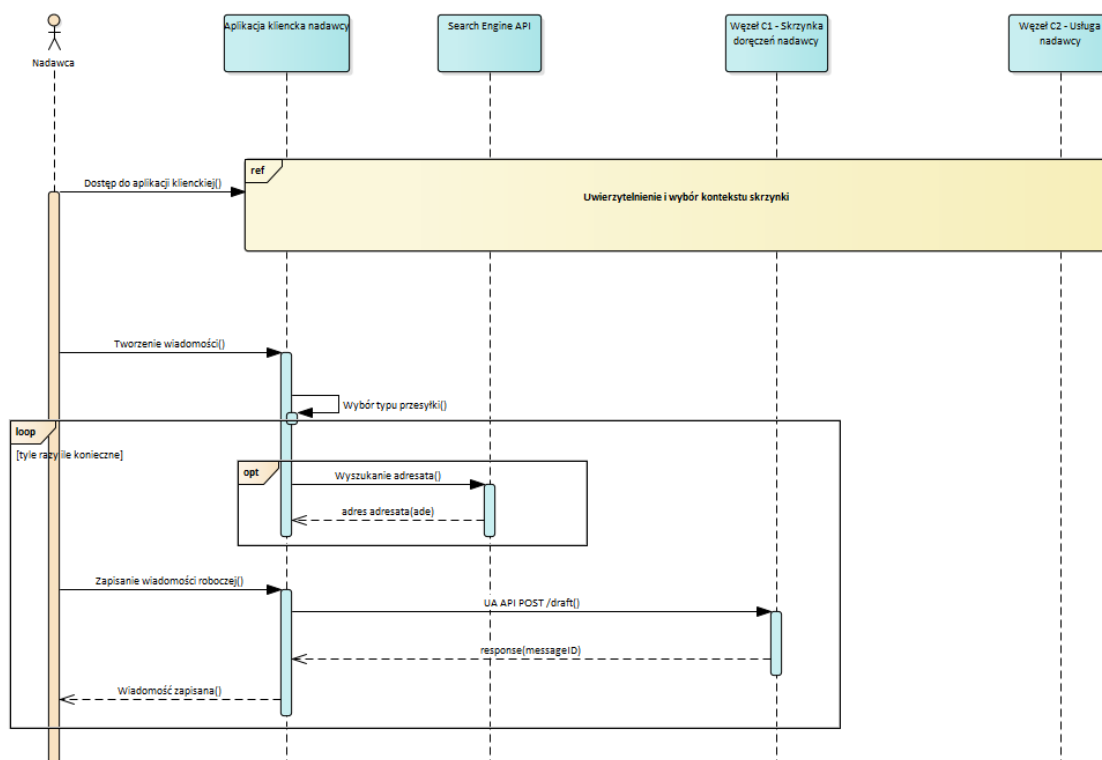 Nadawca
Aplikacja kliencka nadawcy
Search Engine API
Węzeł C1 - Skrzynka
doręczeń nadawcy
Węzeł C2 - Usługa
nadawcy
ref
Uwierzytelnienie i wybór kontekstu skrzynki
Dostęp do aplikacji klienckiej()
Tworzenie wiadomości()
Wybór typu przesyłki()
loop
[tyle razy ile konieczne]
opt
Wyszukanie adresata()
adres adresata(ade)
Zapisanie wiadomości roboczej()
UA API POST /draft()
response(messageID)
Wiadomość zapisana()